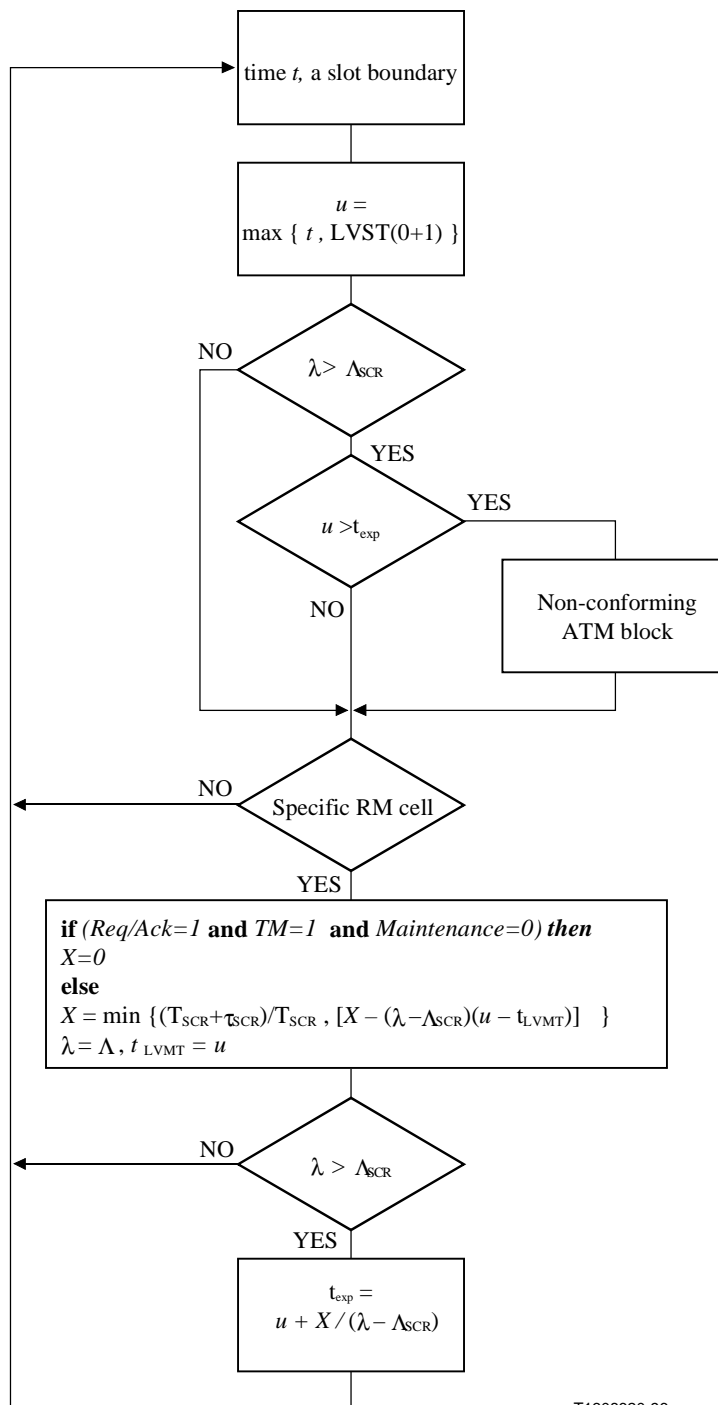 time t, a slot boundary
u =
max { t , LVST(0+1) }
NO
λ> ΛSCR
YES
u >texp
YES
NO
Non-conforming
ATM block
NO
Specific RM cell
YES
if (Req/Ack=1 and TM=1 and Maintenance=0) then
X=0
else
X = min {(TSCR+τSCR)/TSCR , [X – (λ–ΛSCR)(u – tLVMT)] }
λ= Λ , t LVMT = u
NO
λ > ΛSCR
YES
texp =
u + X / (λ – ΛSCR)